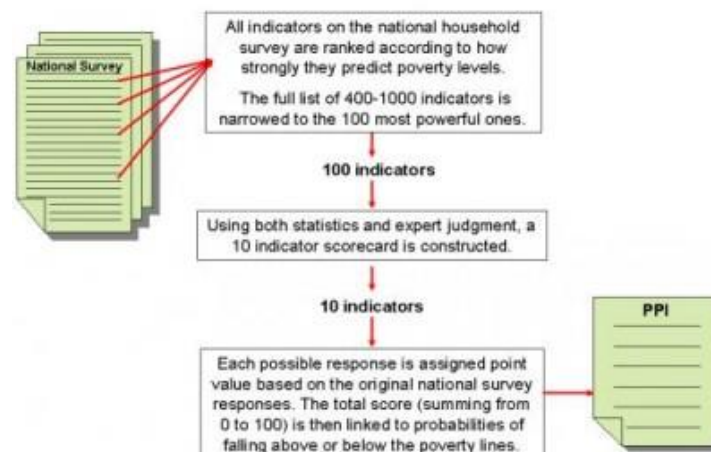 National Survey
All indicators on the national household
survey are ranked according to how
strongly they predict poverty levels.
The full list of 400-1000 indicators is
narrowed to the 100 most powerful ones.
100 indicators
Using both statistics and expert judgment, a
10 indicator scorecard is constructed.
10 indicators
Each possible response is assigned point
value based on the original national survey
responses. The total score (summing from
0 to 100) is then linked to probabilities of
falling above or below the poverty lines.
PPI